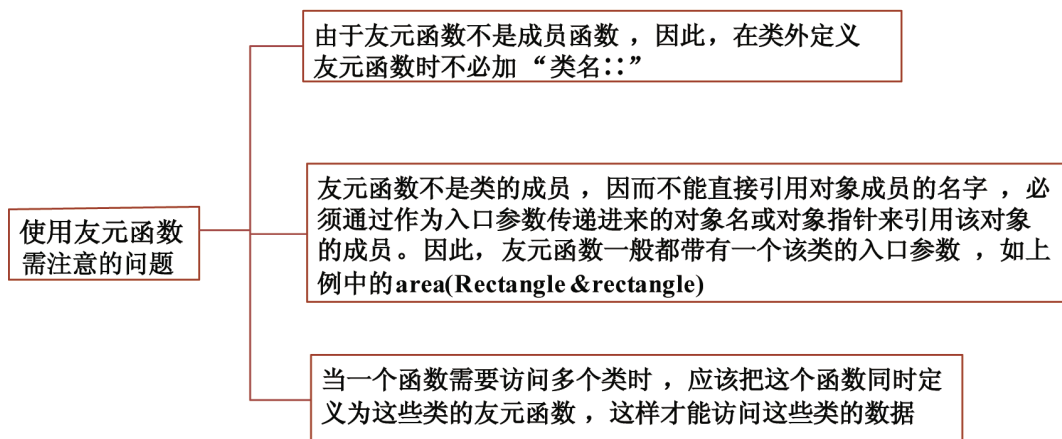 由于友元函数不是成员函数，因此，在类外定义
友元函数时不必加“类名∷”
友元函数不是类的成员，因而不能直接引用对象成员的名字，必
须通过作为入口参数传递进来的对象名或对象指针来引用该对象
的成员。因此，友元函数一般都带有一个该类的入口参数，如上
例中的area(Rectangle &rectangle)
使用友元函数
需注意的问题
当一个函数需要访问多个类时，应该把这个函数同时定
义为这些类的友元函数，这样才能访问这些类的数据